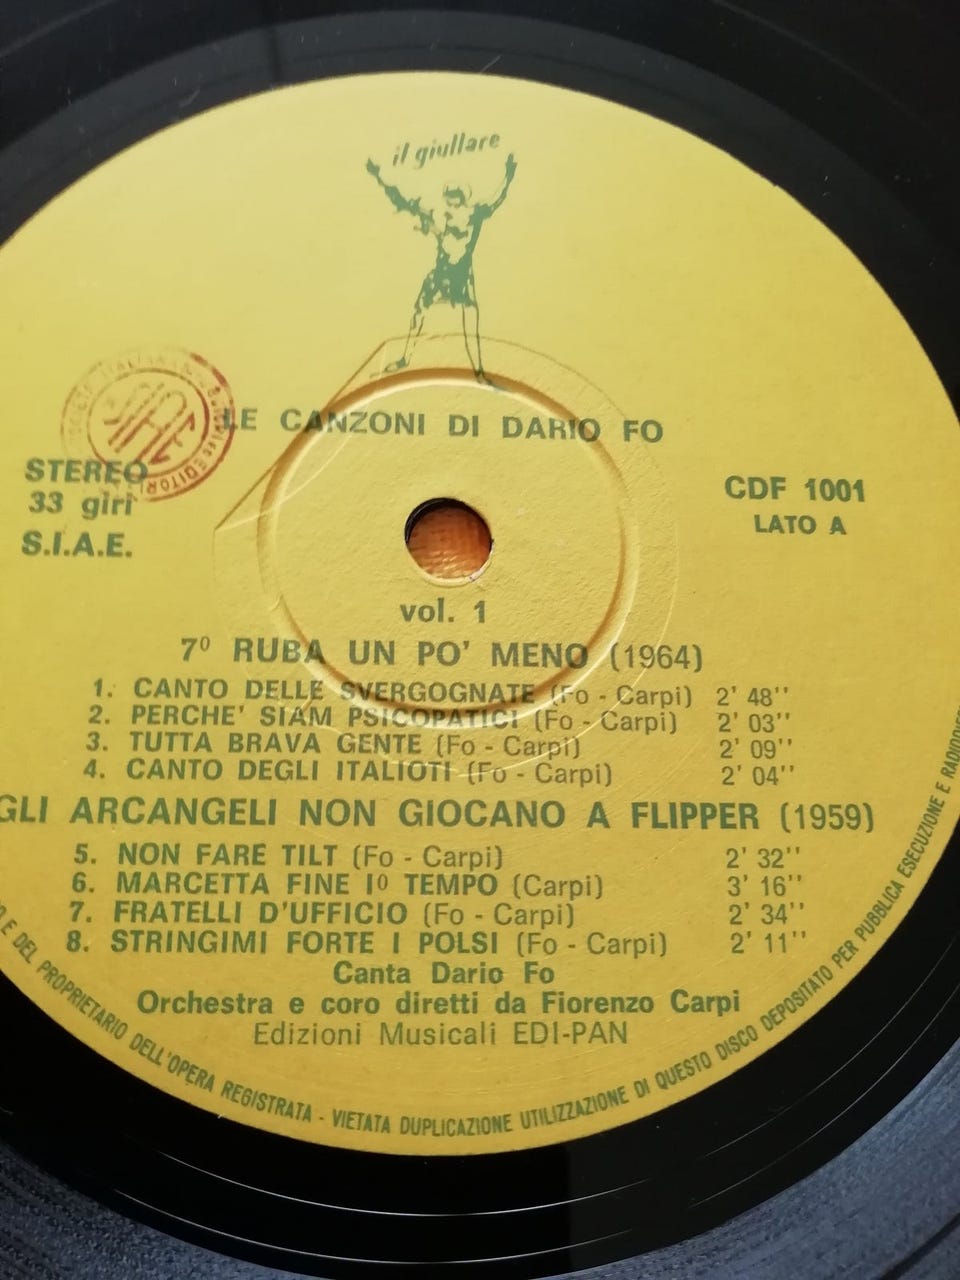 il giullare
LE CANZONI DI DARIO FO
STEREO
33 giri
S.I.A.E.
CDF 1001
LATO A
vol. 1
7º RUBA UN PO' MENO (1964)
1. CANTO DELLE SVERGOGNATE (Fo - Carpi) 2' 48''
2. PERCHE' SIAM PSICOPATICI (Fo - Carpi) 2' 03''
3. TUTTA BRAVA GENTE (Fo - Carpi) 2' 09''
4. CANTO DEGLI ITALIOTI (Fo - Carpi) 2' 04''
GLI ARCANGELI NON GIOCANO A FLIPPER (1959)
5. NON FARE TILT (Fo - Carpi) 2' 32''
6. MARCETTA FINE Iº TEMPO (Carpi) 3' 16''
7. FRATELLI D'UFFICIO (Fo - Carpi) 2' 34''
8. STRINGIMI FORTE I POLSI (Fo - Carpi) 2' 11''
Canta Dario Fo
Orchestra e coro diretti da Fiorenzo Carpi
Edizioni Musicali EDI-PAN
E DEL PROPRIETARIO DELL'OPERA REGISTRATA - VIETATA DUPLICAZIONE UTILIZZAZIONE DI QUESTO DISCO DEPOSITATO PER PUBBLICA ESECUZIONE E
SIAE
EDITORI